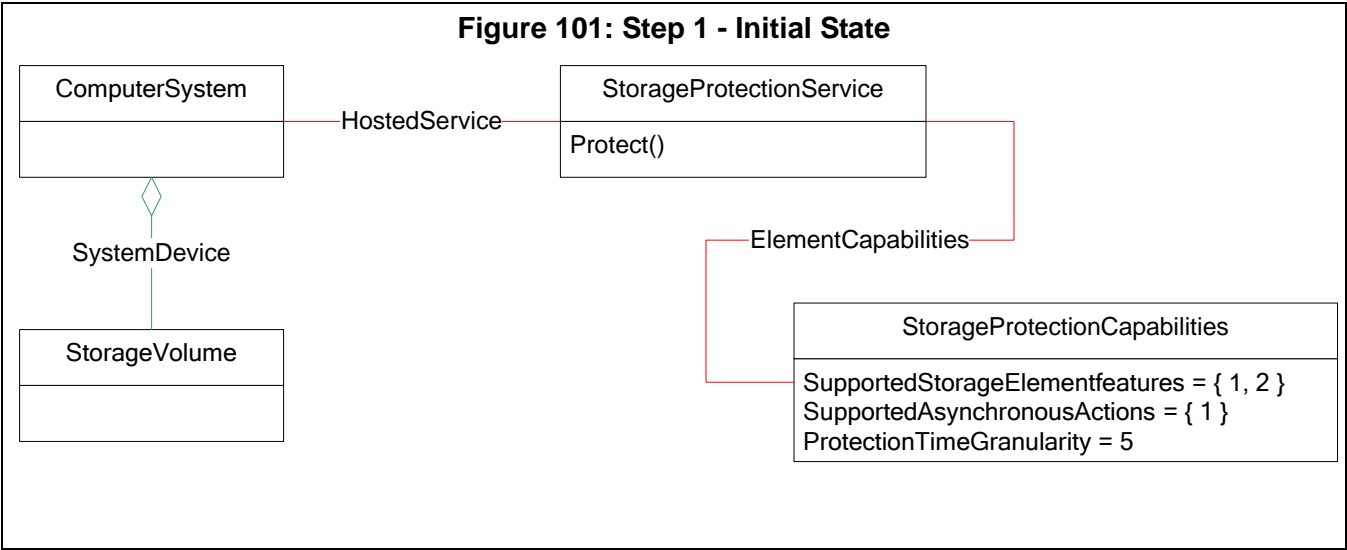 Figure 101: Step 1 - Initial State
ComputerSystem
HostedService
StorageProtectionService
Protect()
ElementCapabilities
SystemDevice
StorageVolume
StorageProtectionCapabilities
SupportedStorageElementfeatures = { 1, 2 }
SupportedAsynchronousActions = { 1 }
ProtectionTimeGranularity = 5